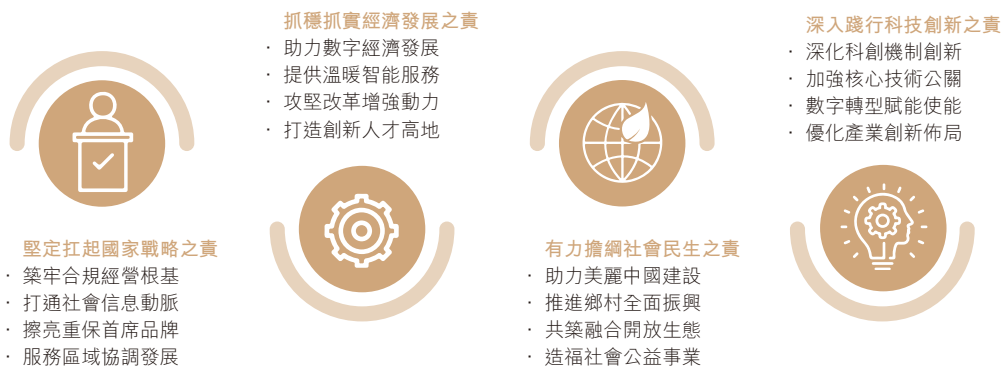 堅定扛起國家戰略之責
· 築牢合規經營根基
· 打通社會信息動脈
· 擦亮重保首席品牌
· 服務區域協調發展
抓穩抓實經濟發展之責
· 助力數字經濟發展
· 提供溫暖智能服務
· 攻堅改革增強動力
· 打造創新人才高地
有力擔綱社會民生之責
· 助力美麗中國建設
· 推進鄉村全面振興
· 共築融合開放生態
· 造福社會公益事業
深入踐行科技創新之責
· 深化科創機制創新
· 加強核心技術公關
· 數字轉型賦能使能
· 優化產業創新佈局